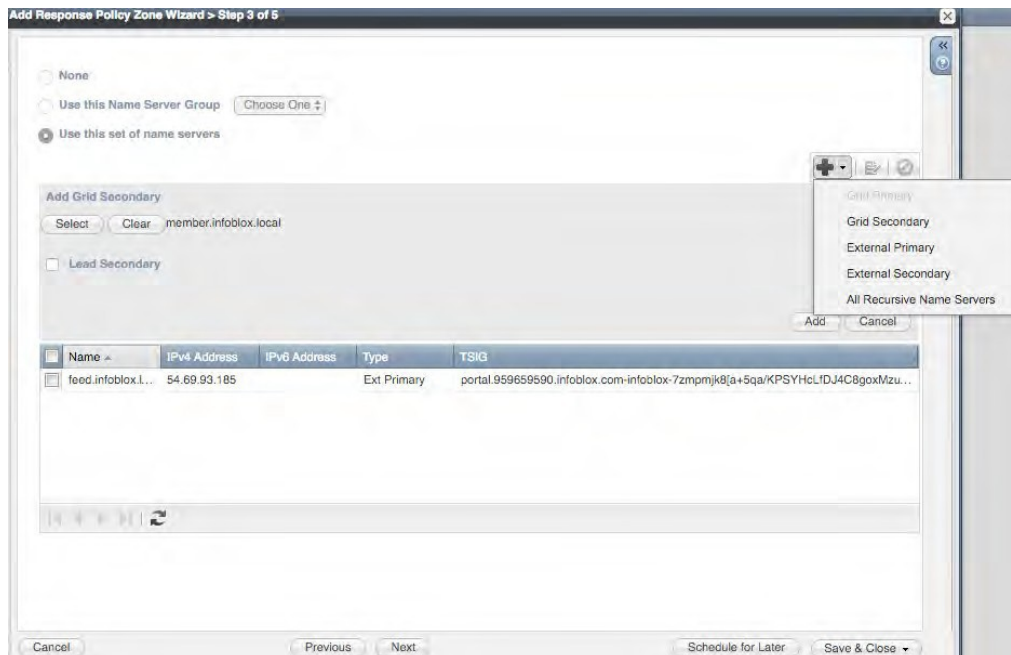 Add Response Policy Zone Wizard > Step 3 of 5
None
Use this Name Server Group Choose One
Use this set of name servers
Add Grid Secondary
Select Clear member.infoblox.local
Lead Secondary
Grid Primary
Grid Secondary
External Primary
External Secondary
All Recursive Name Servers
Add Cancel
Name IPv4 Address IPv6 Address Type TSIG
feed.infoblox.l... 54.69.93.185 Ext Primary portal.959659590.infoblox.com-infoblox-7zmpmjk8[a+5qa/KPSYHcLfDJ4C8goxMzu...
Cancel Previous Next Schedule for Later Save & Close